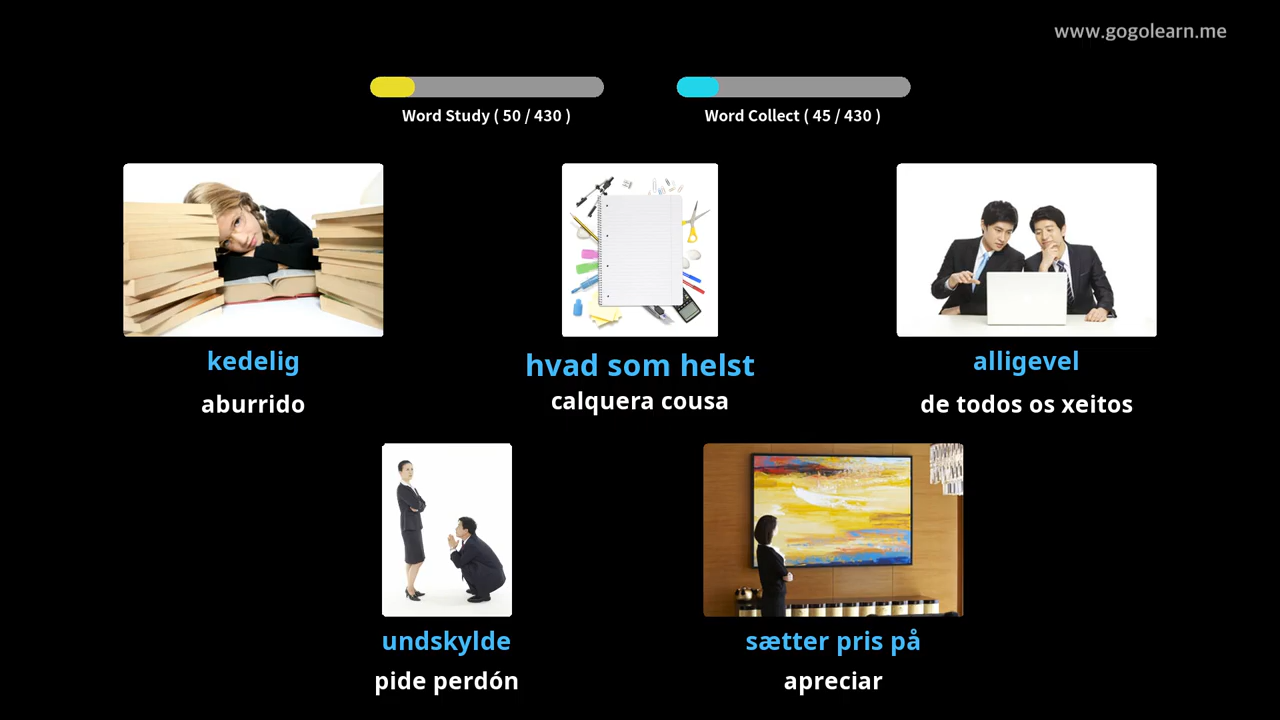 www.gogolearn.me
Word Study ( 50 / 430 )
Word Collect ( 45 / 430 )
kedelig
aburrido
hvad som helst
calquera cousa
alligevel
de todos os xeitos
undskylde
pide perdón
sætter pris på
apreciar